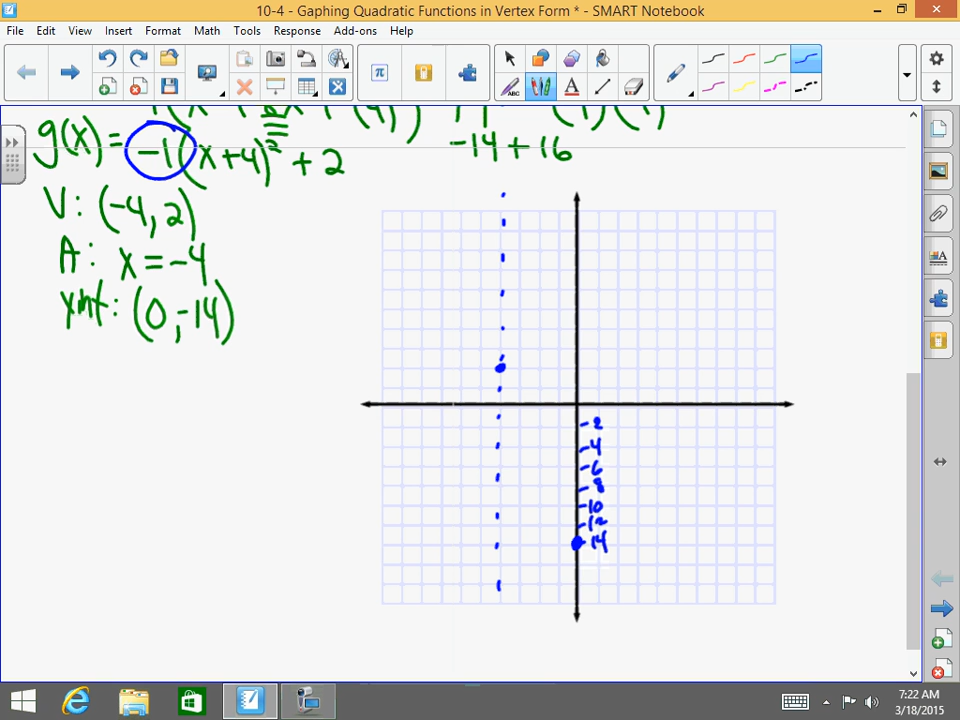 10-4 - Gaphing Quadratic Functions in Vertex Form * - SMART Notebook
File Edit View Insert Format Math Tools Response Add-ons Help
g(x) = -1(x+4)² + 2
-14 + 16
V: (-4, 2)
A: x = -4
yint: (0, -14)
-2
-4
-6
-8
-10
-12
-14
7:22 AM
3/18/2015